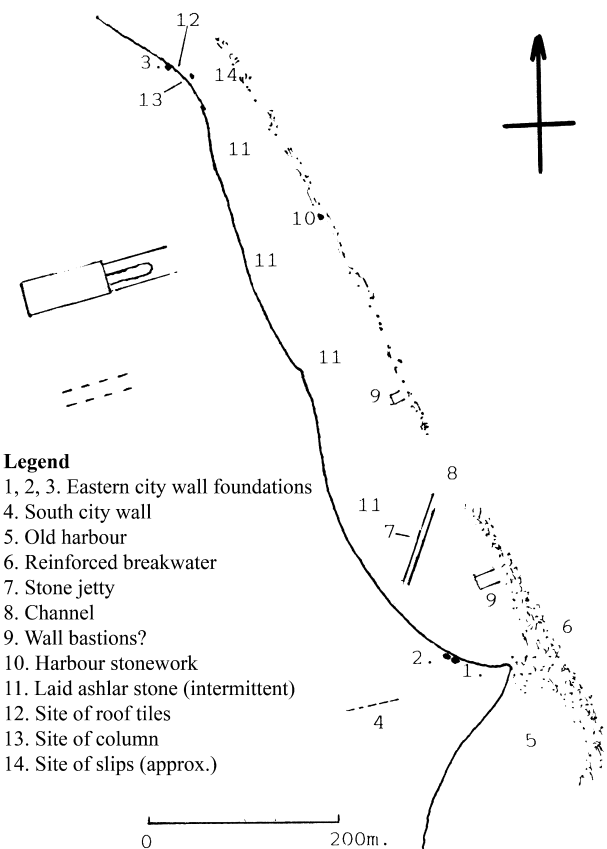 12
3.
14
13
11
10
11
11
9
8
11
7
9
6
2.
1.
4
5
Legend
1, 2, 3. Eastern city wall foundations
4. South city wall
5. Old harbour
6. Reinforced breakwater
7. Stone jetty
8. Channel
9. Wall bastions?
10. Harbour stonework
11. Laid ashlar stone (intermittent)
12. Site of roof tiles
13. Site of column
14. Site of slips (approx.)
0 200m.